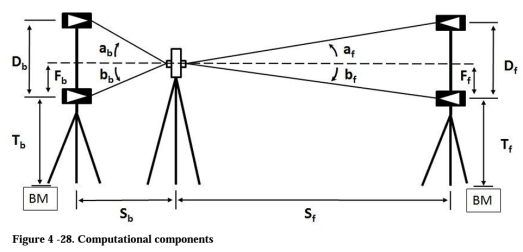 a_b
a_f
D_b
F_b
b_b
b_f
F_f
D_f
T_b
T_f
BM
BM
S_b
S_f
Figure 4 -28. Computational components